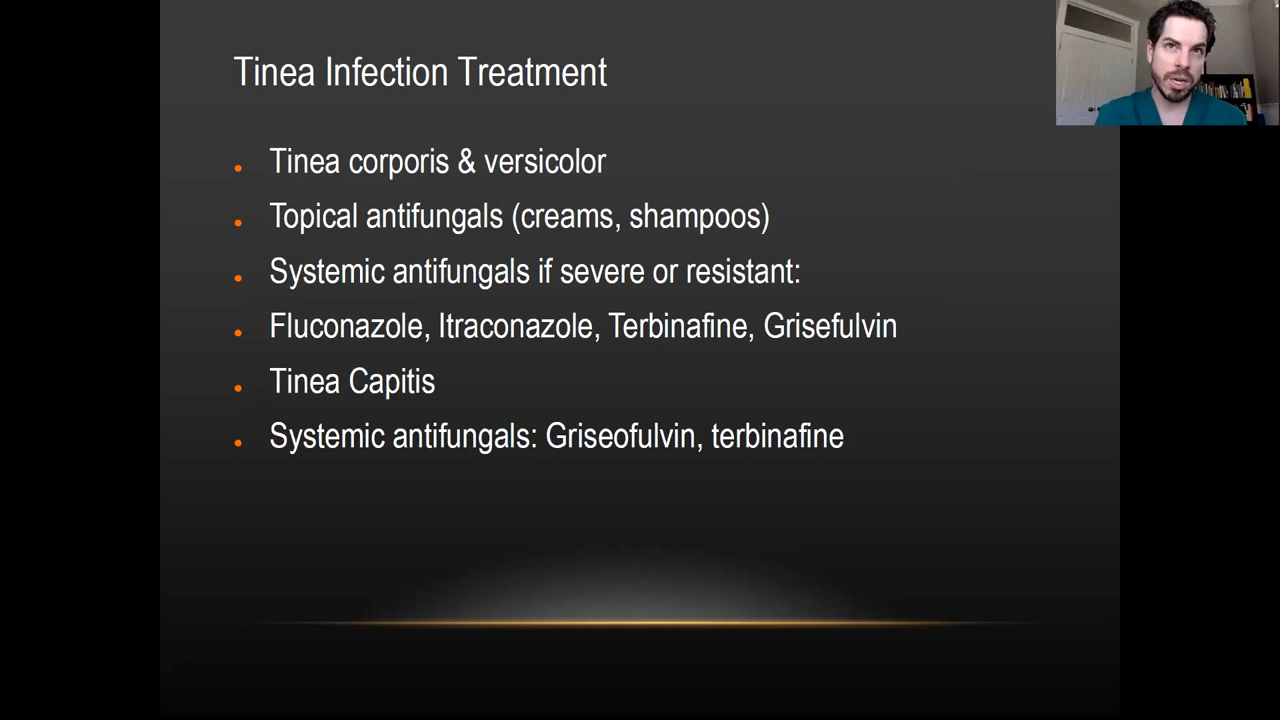 Tinea Infection Treatment
Tinea corporis & versicolor
Topical antifungals (creams, shampoos)
Systemic antifungals if severe or resistant:
Fluconazole, Itraconazole, Terbinafine, Grisefulvin
Tinea Capitis
Systemic antifungals: Griseofulvin, terbinafine